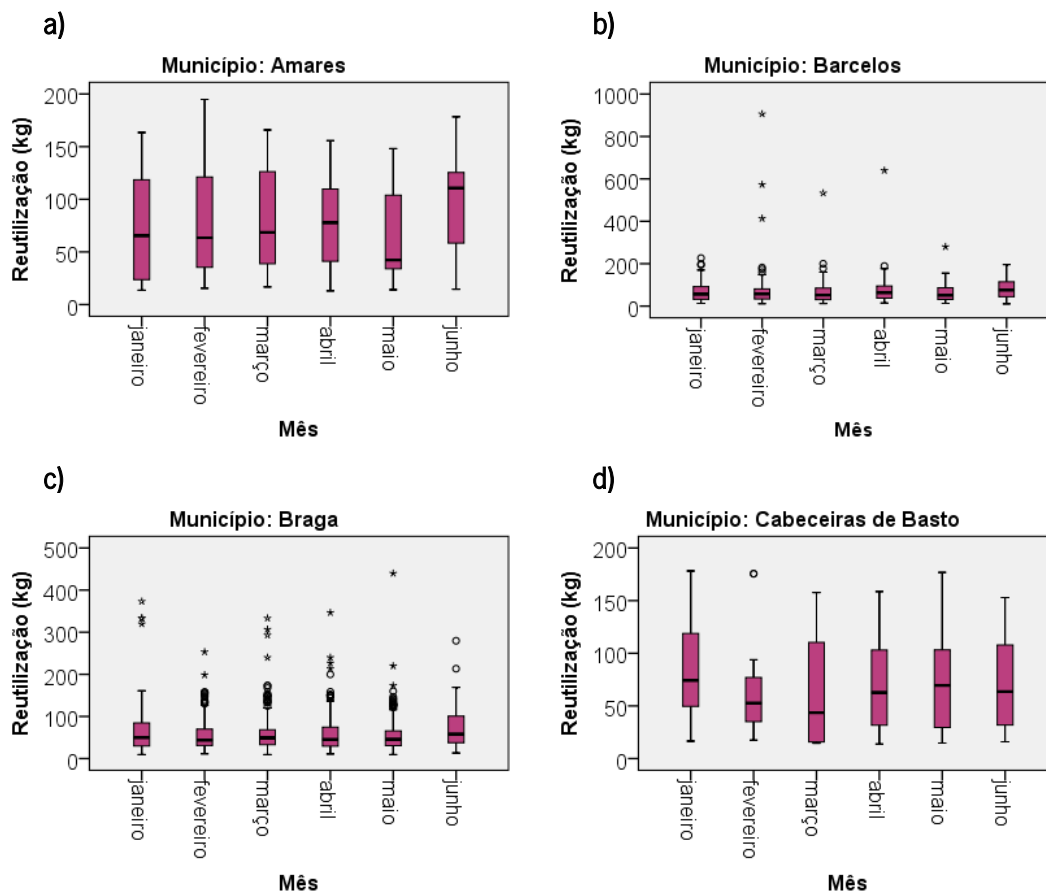 a)
Município: Amares
Reutilização (kg)
200
150
100
50
0
janeiro
fevereiro
março
abril
maio
junho
Mês
b)
Município: Barcelos
Reutilização (kg)
1000
800
600
400
200
0
janeiro
fevereiro
março
abril
maio
junho
Mês
c)
Município: Braga
Reutilização (kg)
500
400
300
200
100
0
janeiro
fevereiro
março
abril
maio
junho
Mês
d)
Município: Cabeceiras de Basto
Reutilização (kg)
200
150
100
50
0
janeiro
fevereiro
março
abril
maio
junho
Mês